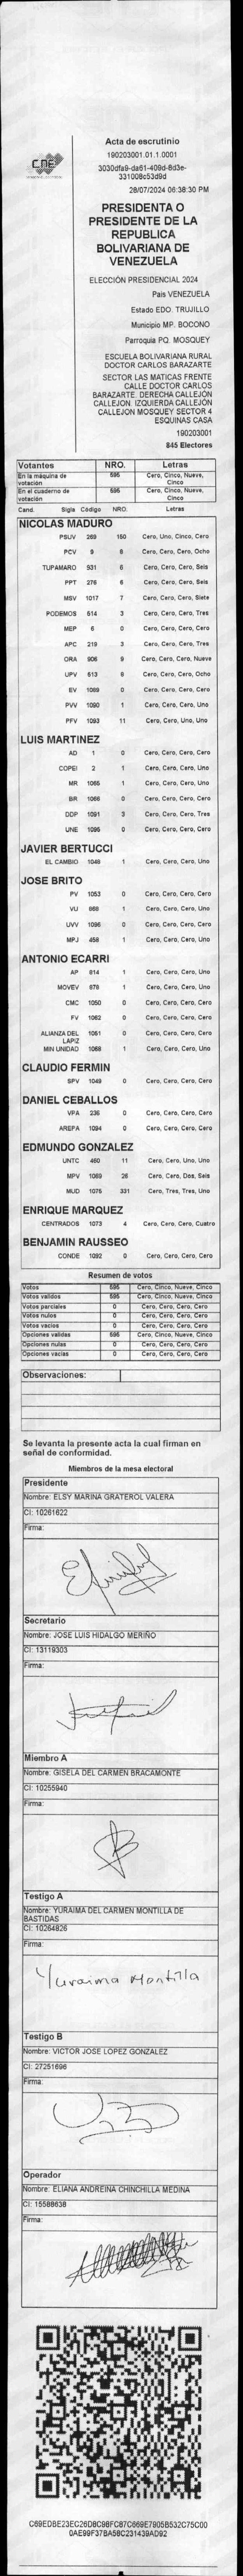 CNE
Acta de escrutinio
190203001.01.1.0001
3030dfa9-da61-409d-8d3e-
331008c53d9d
28/07/2024 06:38:30 PM
PRESIDENTA O
PRESIDENTE DE LA
REPUBLICA
BOLIVARIANA DE
VENEZUELA
ELECCIÓN PRESIDENCIAL 2024
Pais VENEZUELA
Estado EDO. TRUJILLO
Municipio MP. BOCONO
Parroquia PQ. MOSQUEY
ESCUELA BOLIVARIANA RURAL
DOCTOR CARLOS BARAZARTE
SECTOR LAS MATICAS FRENTE
CALLE DOCTOR CARLOS
BARAZARTE. DERECHA CALLEJÓN
CALLEJON. IZQUIERDA CALLEJÓN
CALLEJON MOSQUEY SECTOR 4
ESQUINAS CASA
190203001
845 Electores
Votantes NRO. Letras
En la máquina de votación 595 Cero, Cinco, Nueve, Cinco
En el cuaderno de votación 595 Cero, Cinco, Nueve, Cinco
Cand. Sigla Código NRO. Letras
NICOLAS MADURO
PSUV 269 150 Cero, Uno, Cinco, Cero
PCV 9 8 Cero, Cero, Cero, Ocho
TUPAMARO 931 6 Cero, Cero, Cero, Seis
PPT 276 6 Cero, Cero, Cero, Seis
MSV 1017 7 Cero, Cero, Cero, Siete
PODEMOS 514 3 Cero, Cero, Cero, Tres
MEP 6 0 Cero, Cero, Cero, Cero
APC 219 3 Cero, Cero, Cero, Tres
ORA 906 9 Cero, Cero, Cero, Nueve
UPV 513 8 Cero, Cero, Cero, Ocho
EV 1089 0 Cero, Cero, Cero, Cero
PVV 1090 1 Cero, Cero, Cero, Uno
PFV 1093 11 Cero, Cero, Uno, Uno
LUIS MARTINEZ
AD 1 0 Cero, Cero, Cero, Cero
COPEI 2 1 Cero, Cero, Cero, Uno
MR 1065 1 Cero, Cero, Cero, Uno
BR 1066 0 Cero, Cero, Cero, Cero
DDP 1091 3 Cero, Cero, Cero, Tres
UNE 1095 0 Cero, Cero, Cero, Cero
JAVIER BERTUCCI
EL CAMBIO 1048 1 Cero, Cero, Cero, Uno
JOSE BRITO
PV 1053 0 Cero, Cero, Cero, Cero
VU 868 1 Cero, Cero, Cero, Uno
UVV 1096 0 Cero, Cero, Cero, Cero
MPJ 458 1 Cero, Cero, Cero, Uno
ANTONIO ECARRI
AP 814 1 Cero, Cero, Cero, Uno
MOVEV 878 1 Cero, Cero, Cero, Uno
CMC 1050 0 Cero, Cero, Cero, Cero
FV 1062 0 Cero, Cero, Cero, Cero
ALIANZA DEL LAPIZ 1061 0 Cero, Cero, Cero, Cero
MIN UNIDAD 1068 1 Cero, Cero, Cero, Uno
CLAUDIO FERMIN
SPV 1049 0 Cero, Cero, Cero, Cero
DANIEL CEBALLOS
VPA 236 0 Cero, Cero, Cero, Cero
AREPA 1094 0 Cero, Cero, Cero, Cero
EDMUNDO GONZALEZ
UNTC 460 11 Cero, Cero, Uno, Uno
MPV 1069 26 Cero, Cero, Dos, Seis
MUD 1075 331 Cero, Tres, Tres, Uno
ENRIQUE MARQUEZ
CENTRADOS 1073 4 Cero, Cero, Cero, Cuatro
BENJAMIN RAUSSEO
CONDE 1092 0 Cero, Cero, Cero, Cero
Resumen de votos
Votos 595 Cero, Cinco, Nueve, Cinco
Votos validos 595 Cero, Cinco, Nueve, Cinco
Votos parciales 0 Cero, Cero, Cero, Cero
Votos nulos 0 Cero, Cero, Cero, Cero
Votos vacios 0 Cero, Cero, Cero, Cero
Opciones validas 595 Cero, Cinco, Nueve, Cinco
Opciones nulas 0 Cero, Cero, Cero, Cero
Opciones vacias 0 Cero, Cero, Cero, Cero
Observaciones:
Se levanta la presente acta la cual firman en
señal de conformidad.
Miembros de la mesa electoral
Presidente
Nombre: ELSY MARINA GRATEROL VALERA
CI: 10261622
Firma:
Secretario
Nombre: JOSE LUIS HIDALGO MERIÑO
CI: 13119303
Firma:
Miembro A
Nombre: GISELA DEL CARMEN BRACAMONTE
CI: 10255940
Firma:
Testigo A
Nombre: YURAIMA DEL CARMEN MONTILLA DE
BASTIDAS
CI: 10264826
Firma:
Yuraima Montilla
Testigo B
Nombre: VICTOR JOSE LOPEZ GONZALEZ
CI: 27251696
Firma:
Operador
Nombre: ELIANA ANDREINA CHINCHILLA MEDINA
CI: 15588638
Firma:
C69EDBE23EC26D8C98FC87C669E7905B532C75C00
0AE99F37BA58C231439AD92